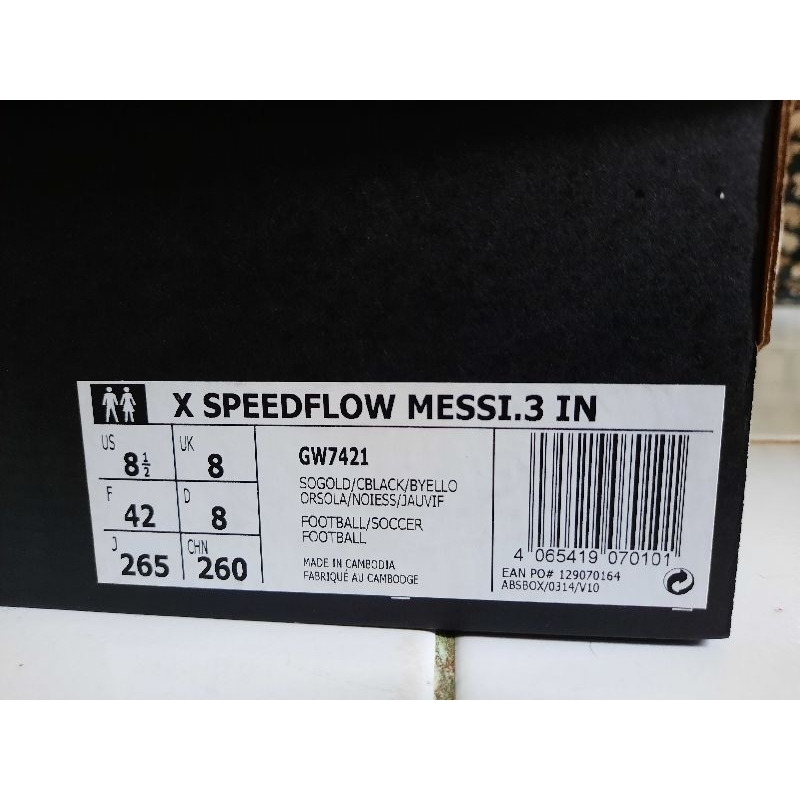 X SPEEDFLOW MESSI.3 IN
US 8½ UK 8
F 42 D 8
J 265 CHN 260
GW7421
SOGOLD/CBLACK/BYELLO
ORSOLA/NOIESS/JAUVIF
FOOTBALL/SOCCER
FOOTBALL
MADE IN CAMBODIA
FABRIQUÉ AU CAMBODGE
4 065419 070101
EAN PO# 129070164
ABSBOX/0314/V10